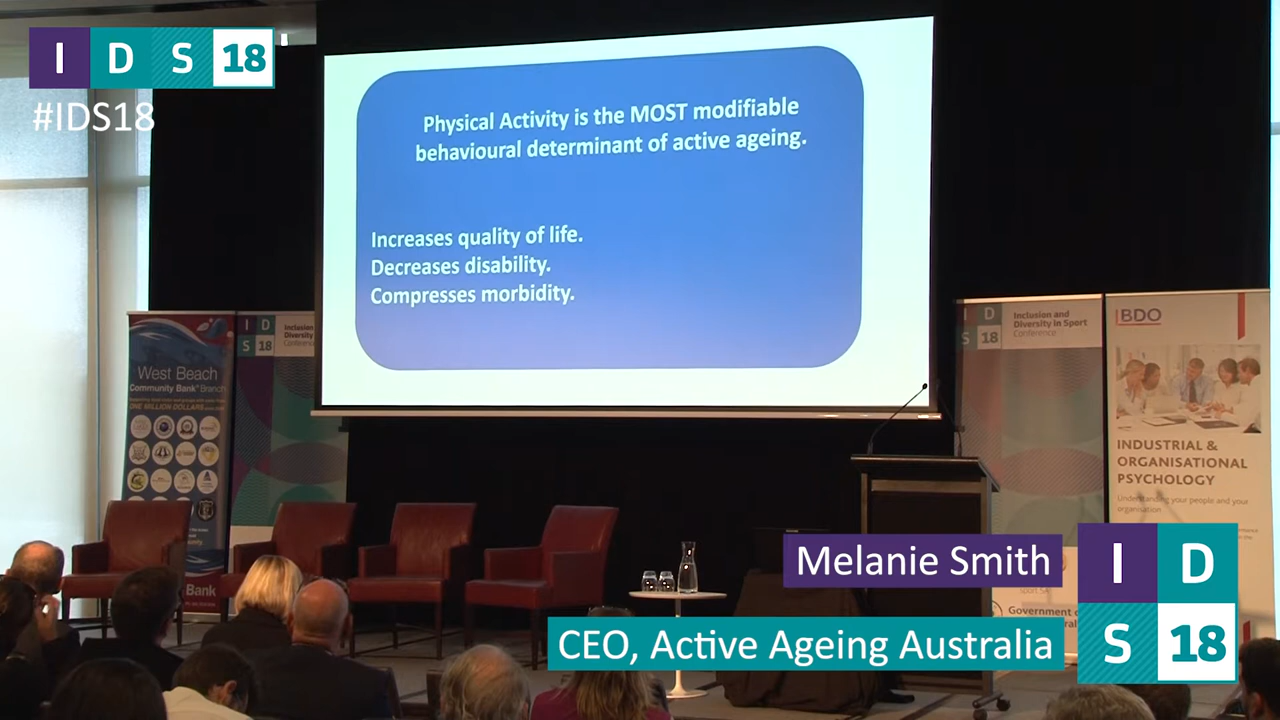 I D S 18
#IDS18
Physical Activity is the MOST modifiable
behavioural determinant of active ageing.
Increases quality of life.
Decreases disability.
Compresses morbidity.
West Beach
Community Bank Branch
ONE MILLION DOLLARS
Bank
I D
S 18
Inclusion
Diversity
I D
S 18
Inclusion and
Diversity in Sport
Conference
BDO
INDUSTRIAL &
ORGANISATIONAL
PSYCHOLOGY
Understanding your people and your
organisation
Government
Melanie Smith
CEO, Active Ageing Australia
I D
S 18